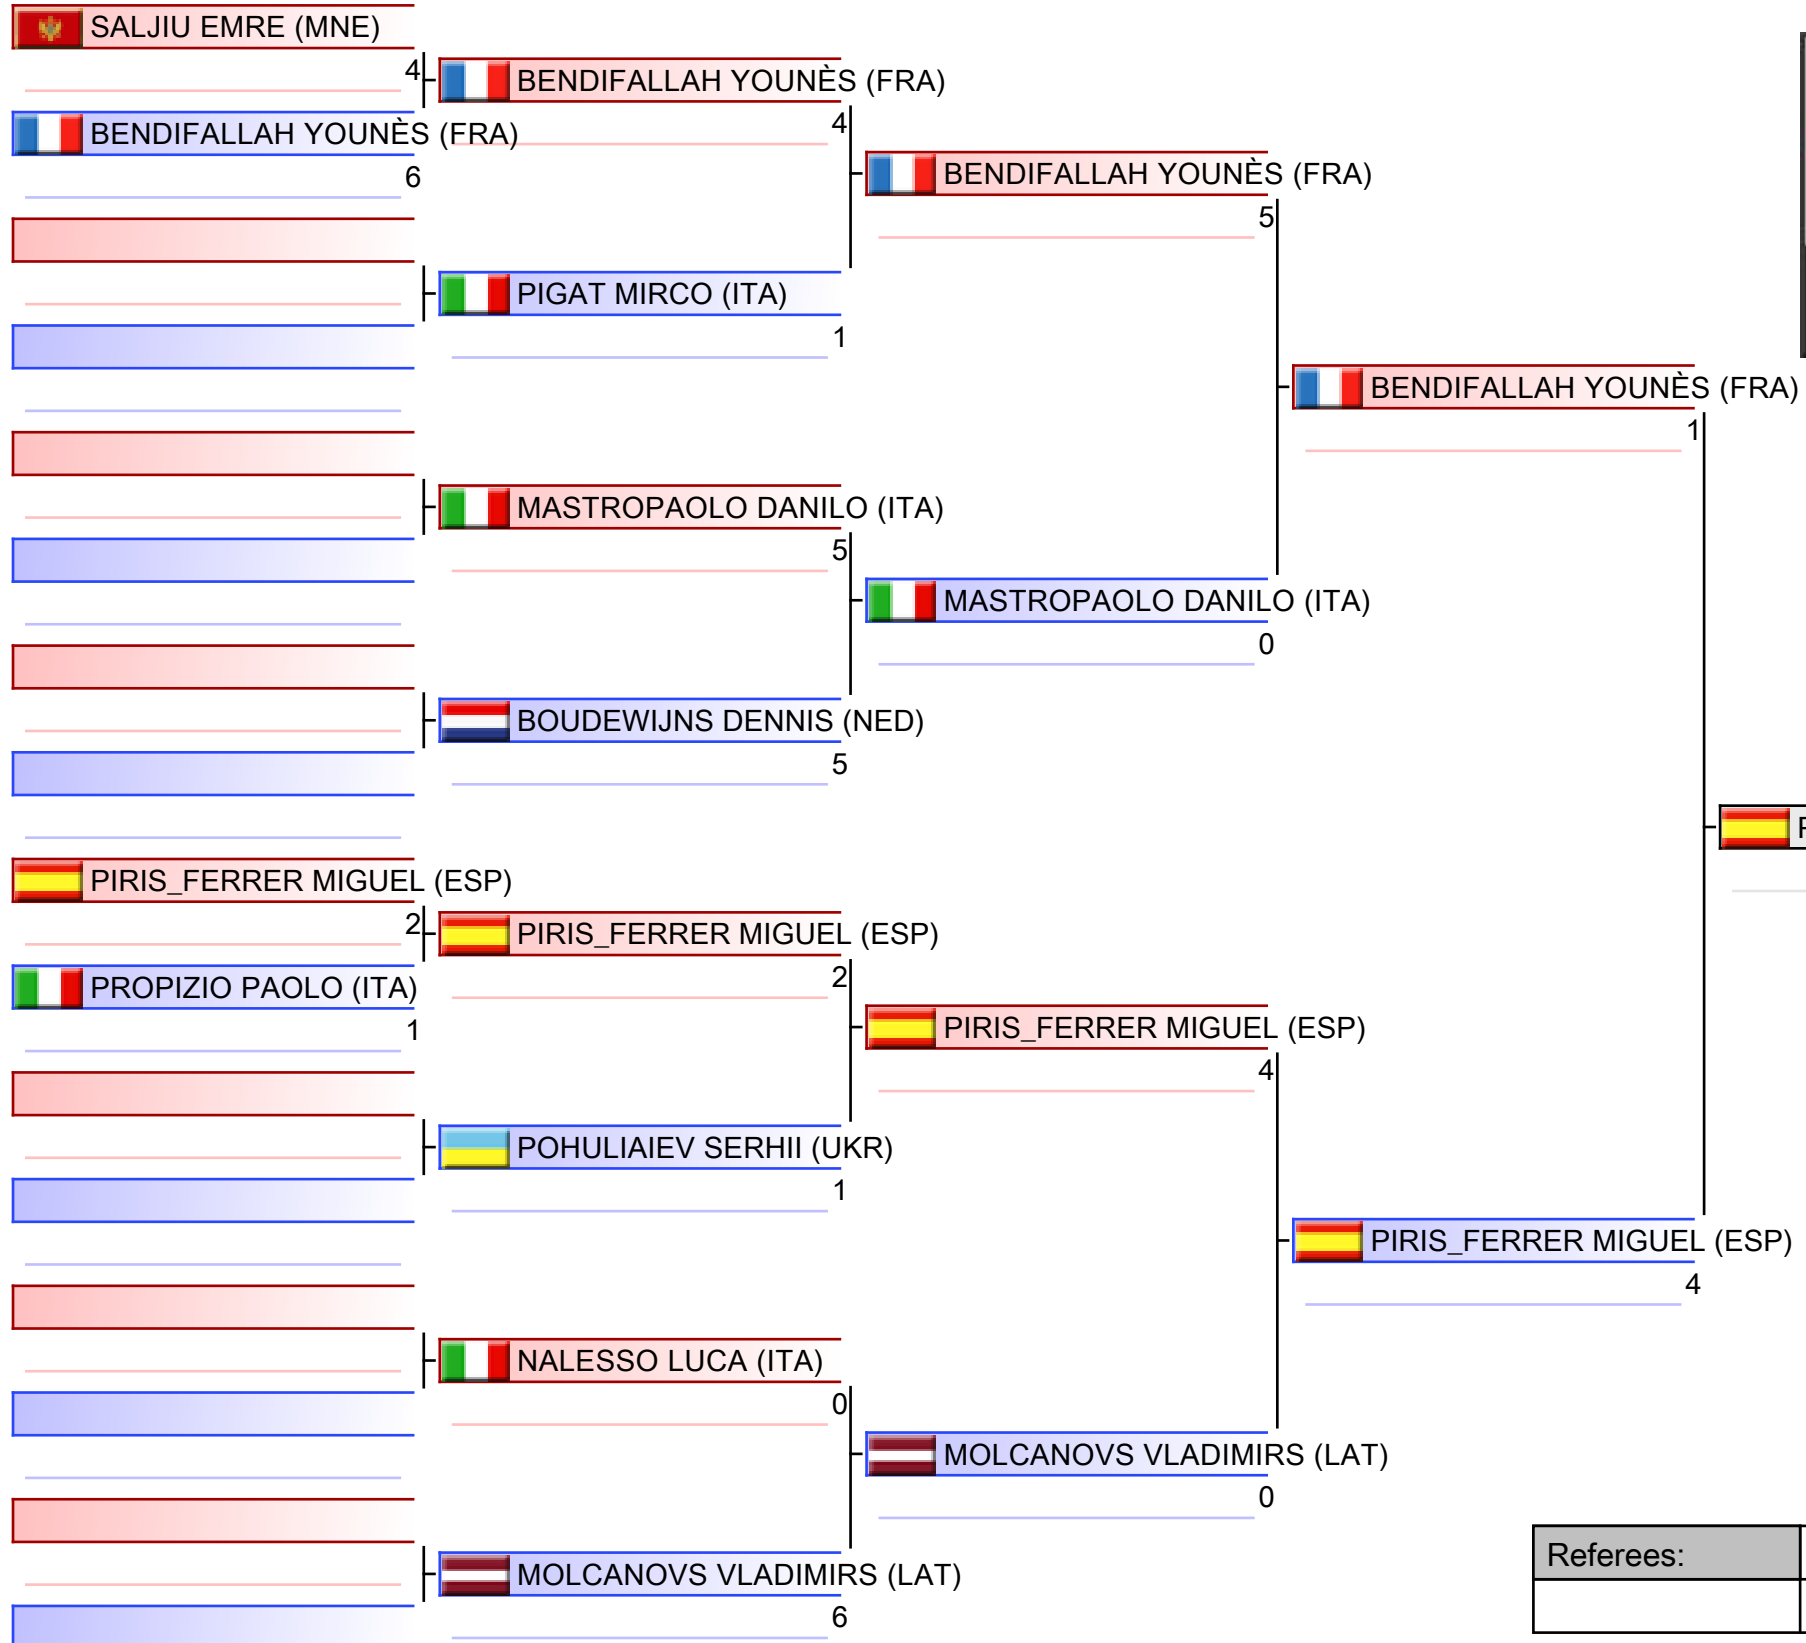 SALJIU EMRE (MNE)
4
BENDIFALLAH YOUNÈS (FRA)
6
BENDIFALLAH YOUNÈS (FRA)
4
PIGAT MIRCO (ITA)
1
MASTROPAOLO DANILO (ITA)
5
BOUDEWIJNS DENNIS (NED)
5
BENDIFALLAH YOUNÈS (FRA)
5
MASTROPAOLO DANILO (ITA)
0
BENDIFALLAH YOUNÈS (FRA)
1
PIRIS_FERRER MIGUEL (ESP)
2
PROPIZIO PAOLO (ITA)
1
PIRIS_FERRER MIGUEL (ESP)
2
POHULIAIEV SERHII (UKR)
1
NALESSO LUCA (ITA)
0
MOLCANOVS VLADIMIRS (LAT)
6
PIRIS_FERRER MIGUEL (ESP)
4
MOLCANOVS VLADIMIRS (LAT)
0
PIRIS_FERRER MIGUEL (ESP)
4
Referees: